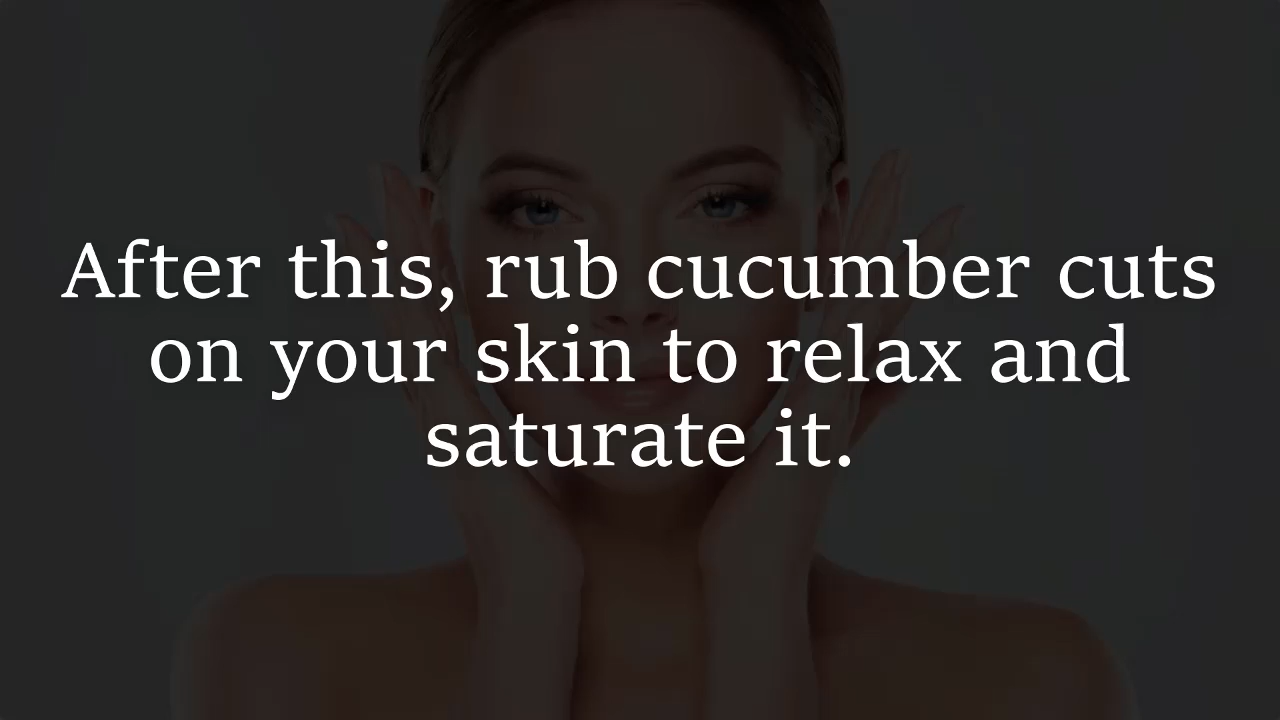 After this, rub cucumber cuts
on your skin to relax and
saturate it.